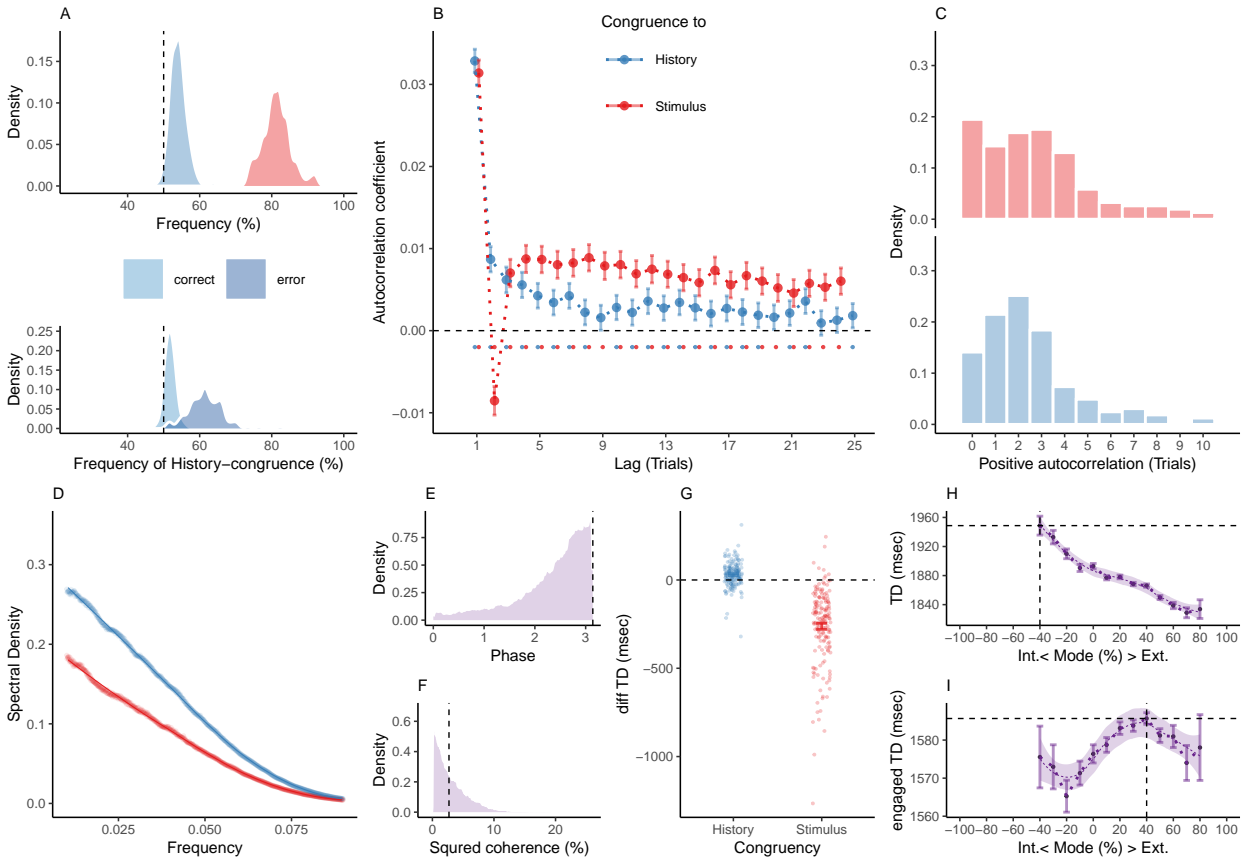 A
Density
0.15
0.10
0.05
0.00
40
60
80
100
Frequency (%)
correct
error
Density
0.25
0.20
0.15
0.10
0.05
0.00
40
60
80
100
Frequency of History−congruence (%)
B
Congruence to
History
Stimulus
Autocorrelation coefficient
0.03
0.02
0.01
0.00
−0.01
1
5
9
13
17
21
25
Lag (Trials)
C
Density
0.3
0.2
0.1
0.0
0.3
0.2
0.1
0.0
0
1
2
3
4
5
6
7
8
9
10
Positive autocorrelation (Trials)
D
Spectral Density
0.3
0.2
0.1
0.0
0.025
0.050
0.075
Frequency
E
Density
0.75
0.50
0.25
0.00
0
1
2
3
Phase
F
Density
0.6
0.4
0.2
0.0
0
10
20
Squred coherence (%)
G
diff TD (msec)
0
−500
−1000
History
Stimulus
Congruency
H
TD (msec)
1960
1920
1880
1840
−100
−80
−60
−40
−20
0
20
40
60
80
100
Int.< Mode (%) > Ext.
I
engaged TD (msec)
1580
1570
1560
−100
−80
−60
−40
−20
0
20
40
60
80
100
Int.< Mode (%) > Ext.